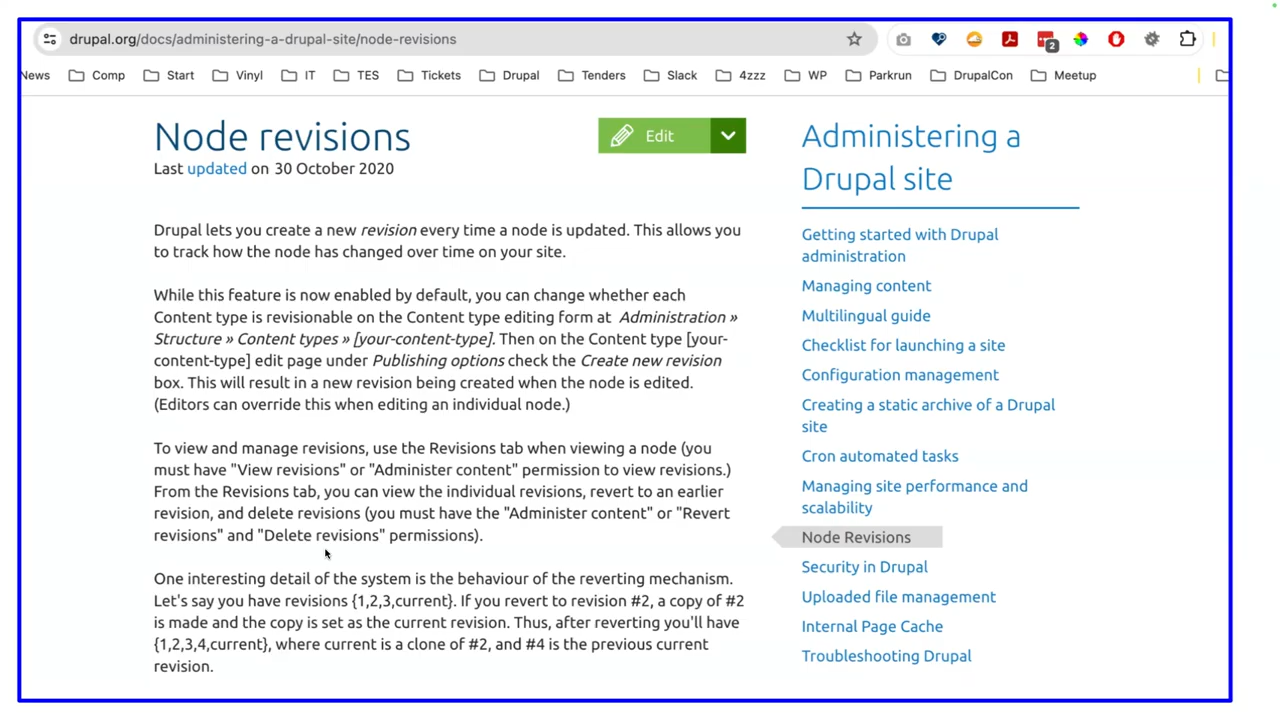 drupal.org/docs/administering-a-drupal-site/node-revisions
2
News Comp Start Vinyl IT TES Tickets Drupal Tenders Slack 4zzz WP Parkrun DrupalCon Meetup
Node revisions
Edit
Last updated on 30 October 2020
Drupal lets you create a new revision every time a node is updated. This allows you
to track how the node has changed over time on your site.
While this feature is now enabled by default, you can change whether each
Content type is revisionable on the Content type editing form at Administration »
Structure » Content types » [your-content-type]. Then on the Content type [your-
content-type] edit page under Publishing options check the Create new revision
box. This will result in a new revision being created when the node is edited.
(Editors can override this when editing an individual node.)
To view and manage revisions, use the Revisions tab when viewing a node (you
must have "View revisions" or "Administer content" permission to view revisions.)
From the Revisions tab, you can view the individual revisions, revert to an earlier
revision, and delete revisions (you must have the "Administer content" or "Revert
revisions" and "Delete revisions" permissions).
One interesting detail of the system is the behaviour of the reverting mechanism.
Let's say you have revisions {1,2,3,current}. If you revert to revision #2, a copy of #2
is made and the copy is set as the current revision. Thus, after reverting you'll have
{1,2,3,4,current}, where current is a clone of #2, and #4 is the previous current
revision.
Administering a
Drupal site
Getting started with Drupal
administration
Managing content
Multilingual guide
Checklist for launching a site
Configuration management
Creating a static archive of a Drupal
site
Cron automated tasks
Managing site performance and
scalability
Node Revisions
Security in Drupal
Uploaded file management
Internal Page Cache
Troubleshooting Drupal